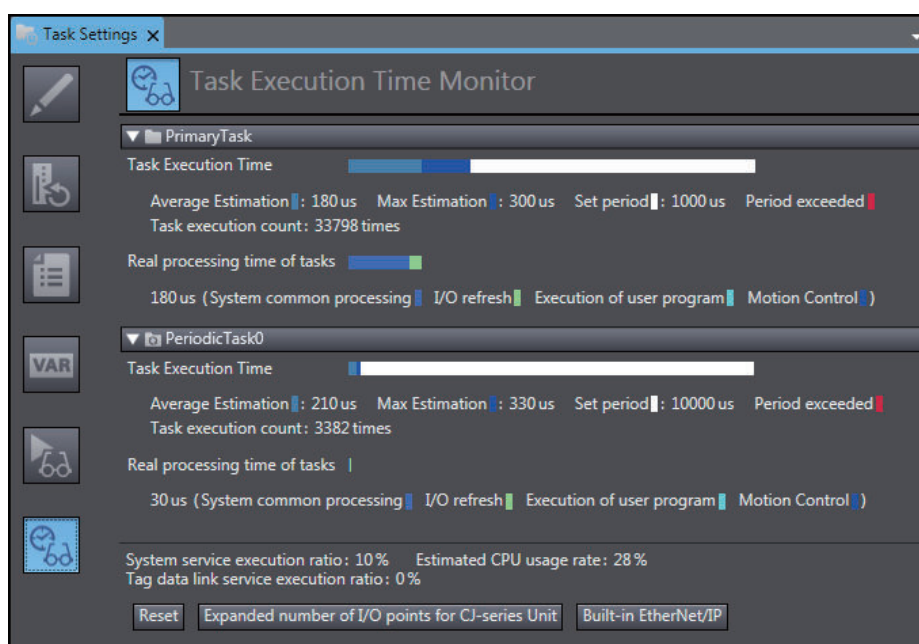 Task Settings X
Task Execution Time Monitor
PrimaryTask
Task Execution Time
Average Estimation : 180 us Max Estimation : 300 us Set period : 1000 us Period exceeded
Task execution count: 33798 times
Real processing time of tasks
180 us (System common processing I/O refresh Execution of user program Motion Control )
VAR
PeriodicTask0
Task Execution Time
Average Estimation : 210 us Max Estimation : 330 us Set period : 10000 us Period exceeded
Task execution count: 3382 times
Real processing time of tasks
30 us (System common processing I/O refresh Execution of user program Motion Control )
System service execution ratio: 10% Estimated CPU usage rate: 28%
Tag data link service execution ratio: 0%
Reset Expanded number of I/O points for CJ-series Unit Built-in EtherNet/IP